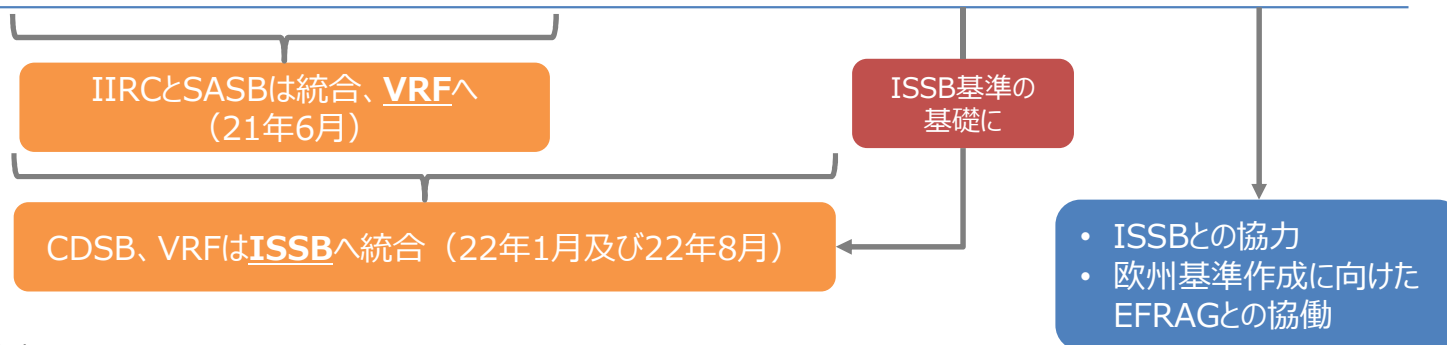 IIRCとSASBは統合、VRFへ
（21年6月）
ISSB基準の
基礎に
CDSB、VRFはISSBへ統合（22年1月及び22年8月）
• ISSBとの協力
• 欧州基準作成に向けた
EFRAGとの協働